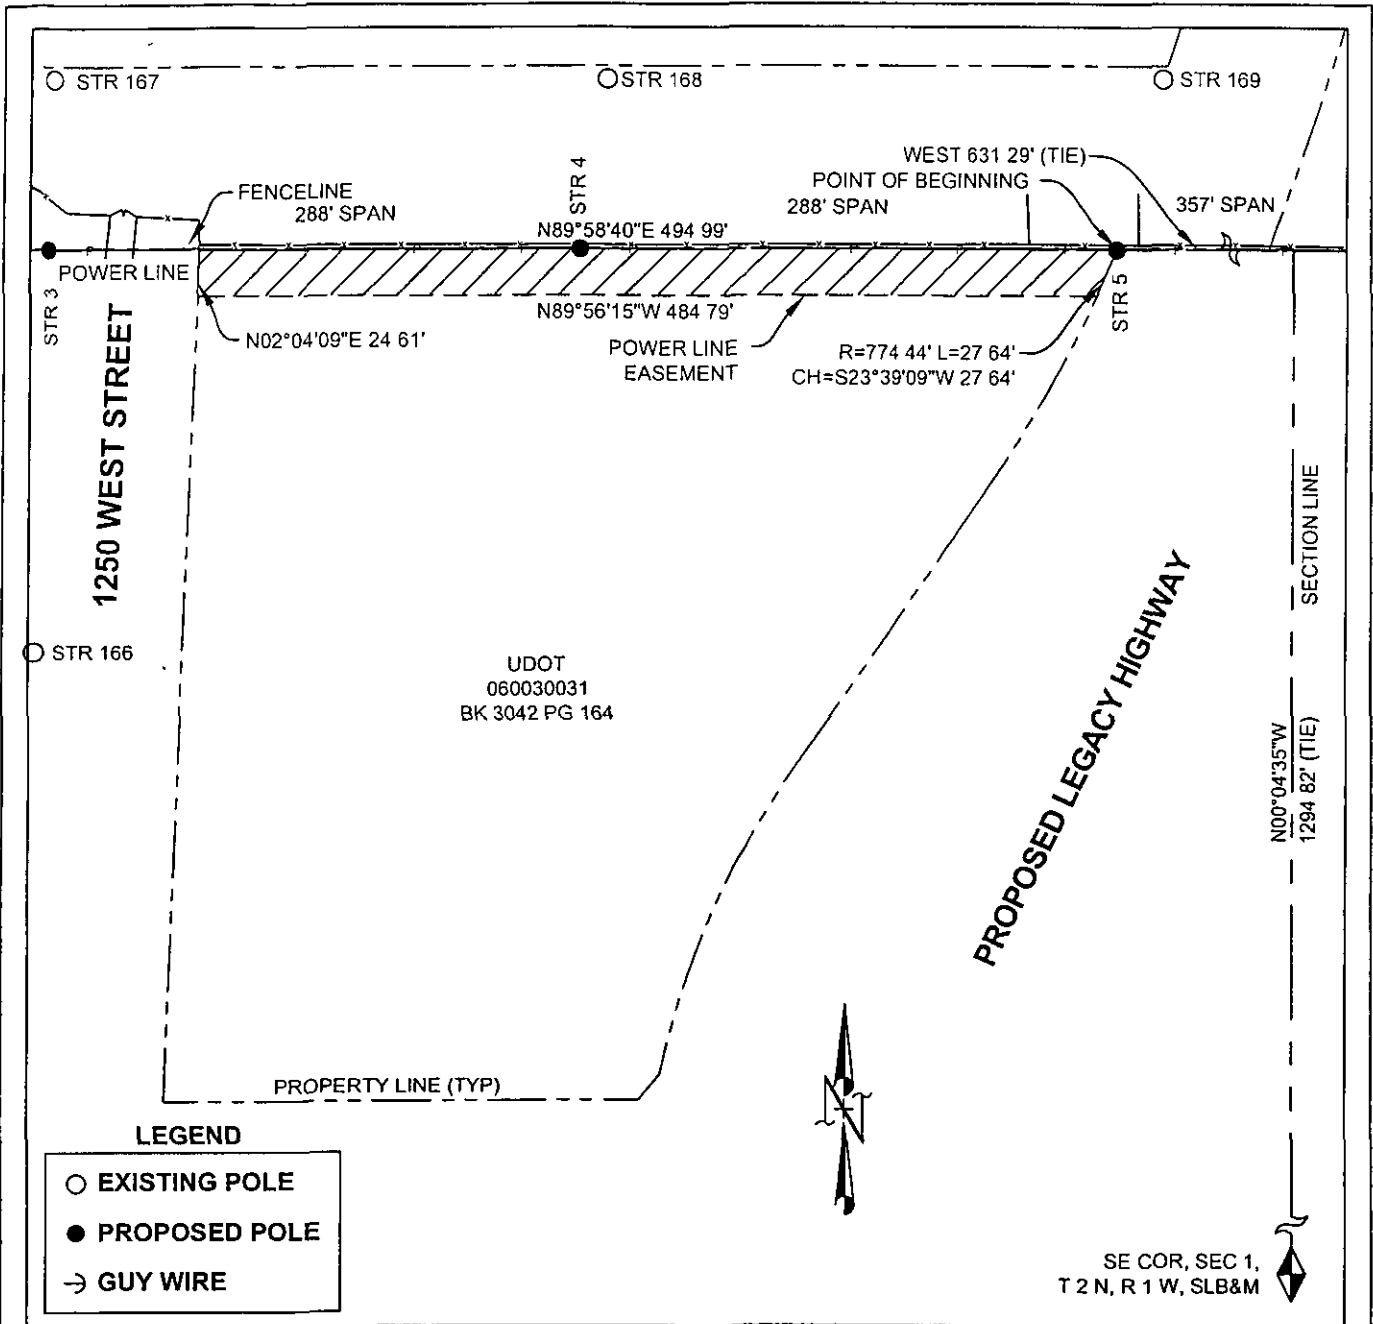 STR 167
STR 168
STR 169
WEST 631 29' (TIE)
POINT OF BEGINNING
FENCELINE
288' SPAN
STR 4
288' SPAN
357' SPAN
N89°58'40"E 494 99'
POWER LINE
STR 3
STR 5
N89°56'15"W 484 79'
N02°04'09"E 24 61'
POWER LINE
EASEMENT
R=774 44' L=27 64'
CH=S23°39'09"W 27 64'
1250 WEST STREET
SECTION LINE
STR 166
UDOT
060030031
BK 3042 PG 164
PROPOSED LEGACY HIGHWAY
N00°04'35"W
1294 82' (TIE)
PROPERTY LINE (TYP)
LEGEND
EXISTING POLE
PROPOSED POLE
GUY WIRE
SE COR, SEC 1,
T 2 N, R 1 W, SLB&M